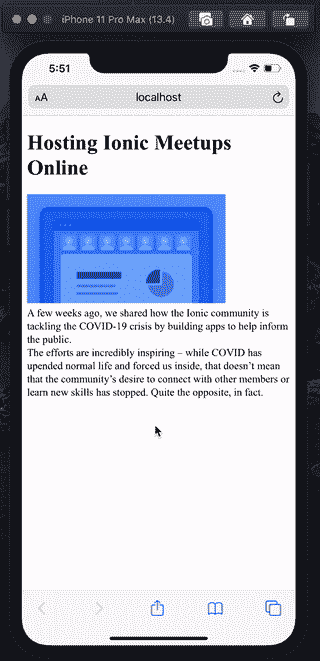 iPhone 11 Pro Max (13.4)
5:51
AA localhost
Hosting Ionic Meetups
Online
A few weeks ago, we shared how the Ionic community is
tackling the COVID-19 crisis by building apps to help inform
the public.
The efforts are incredibly inspiring – while COVID has
upended normal life and forced us inside, that doesn't mean
that the community's desire to connect with other members or
learn new skills has stopped. Quite the opposite, in fact.